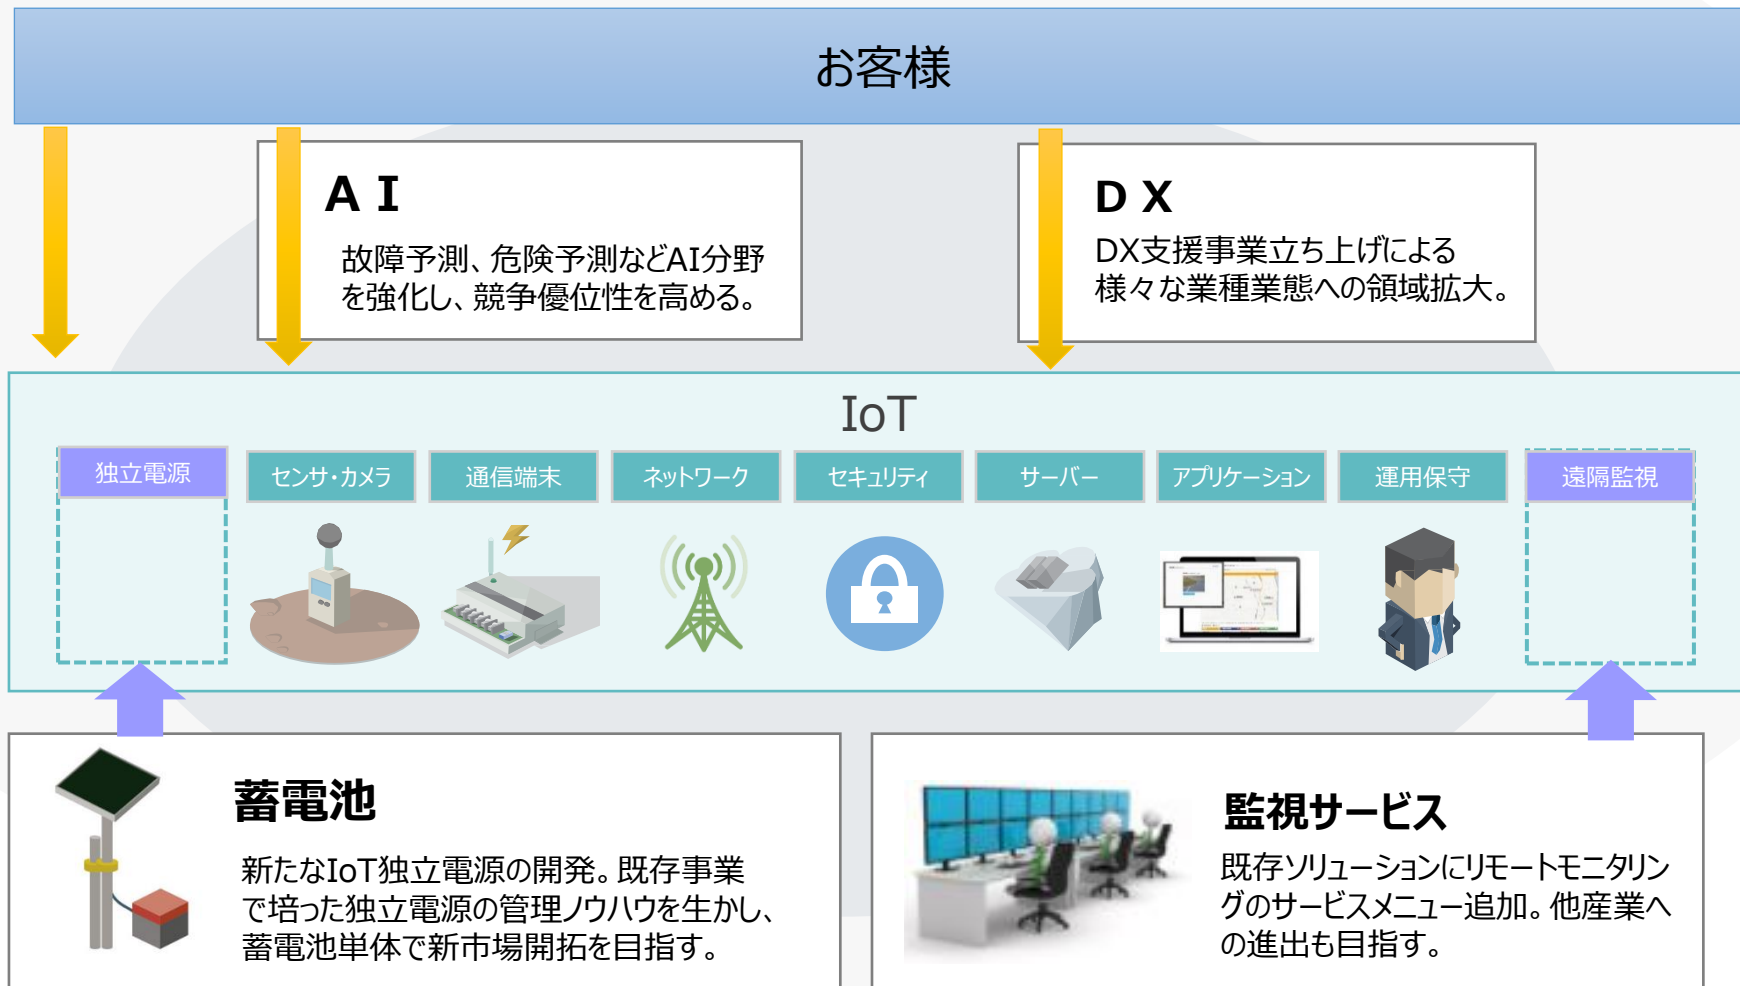 お客様
ＡＩ
故障予測、危険予測などAI分野
を強化し、競争優位性を高める。
ＤＸ
DX支援事業立ち上げによる
様々な業種業態への領域拡大。
IoT
独立電源
センサ・カメラ
通信端末
ネットワーク
セキュリティ
サーバー
アプリケーション
運用保守
遠隔監視
蓄電池
新たなIoT独立電源の開発。既存事業
で培った独立電源の管理ノウハウを生かし、
蓄電池単体で新市場開拓を目指す。
監視サービス
既存ソリューションにリモートモニタリン
グのサービスメニュー追加。他産業へ
の進出も目指す。